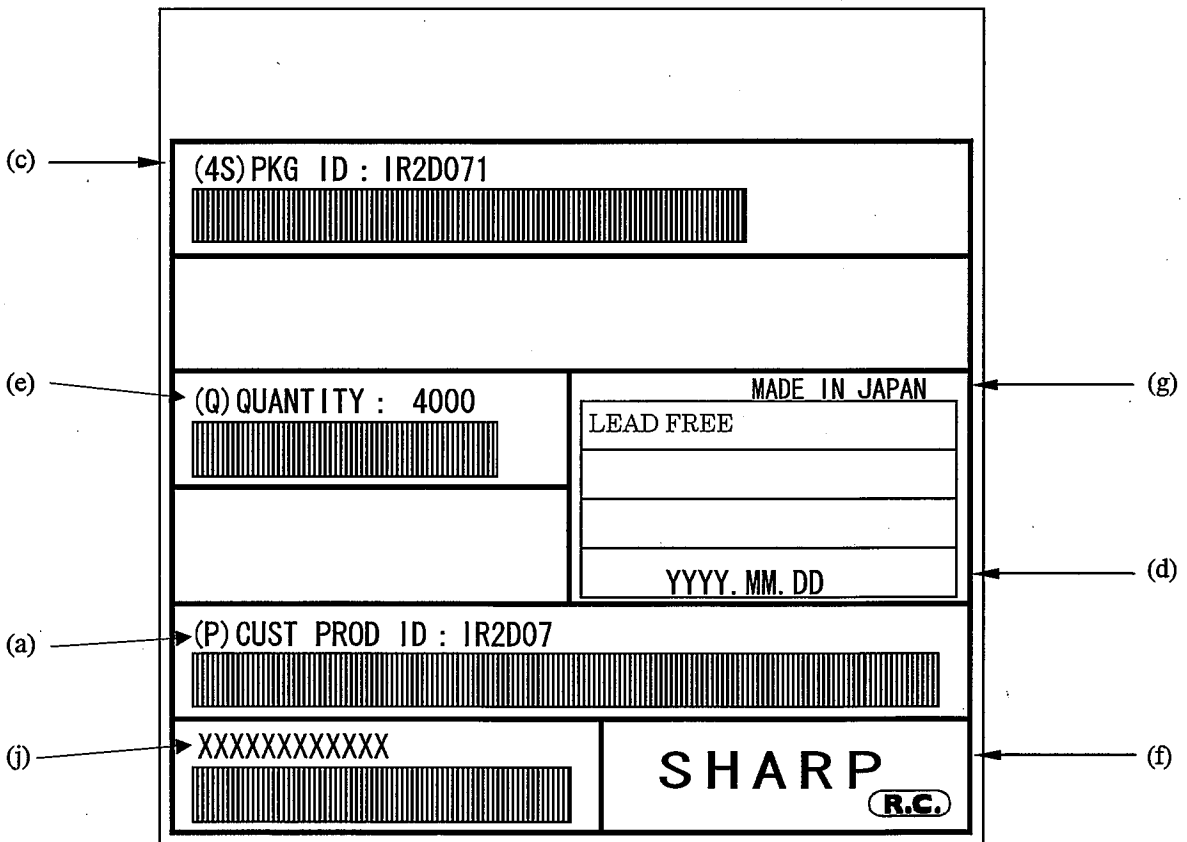 (c)
(4S)PKG ID : IR2D071
(e)
(Q)QUANTITY : 4000
MADE IN JAPAN
(g)
LEAD FREE
YYYY.MM.DD
(d)
(a)
(P)CUST PROD ID : IR2D07
(j)
XXXXXXXXXXXX
SHARP
R.C.
(f)